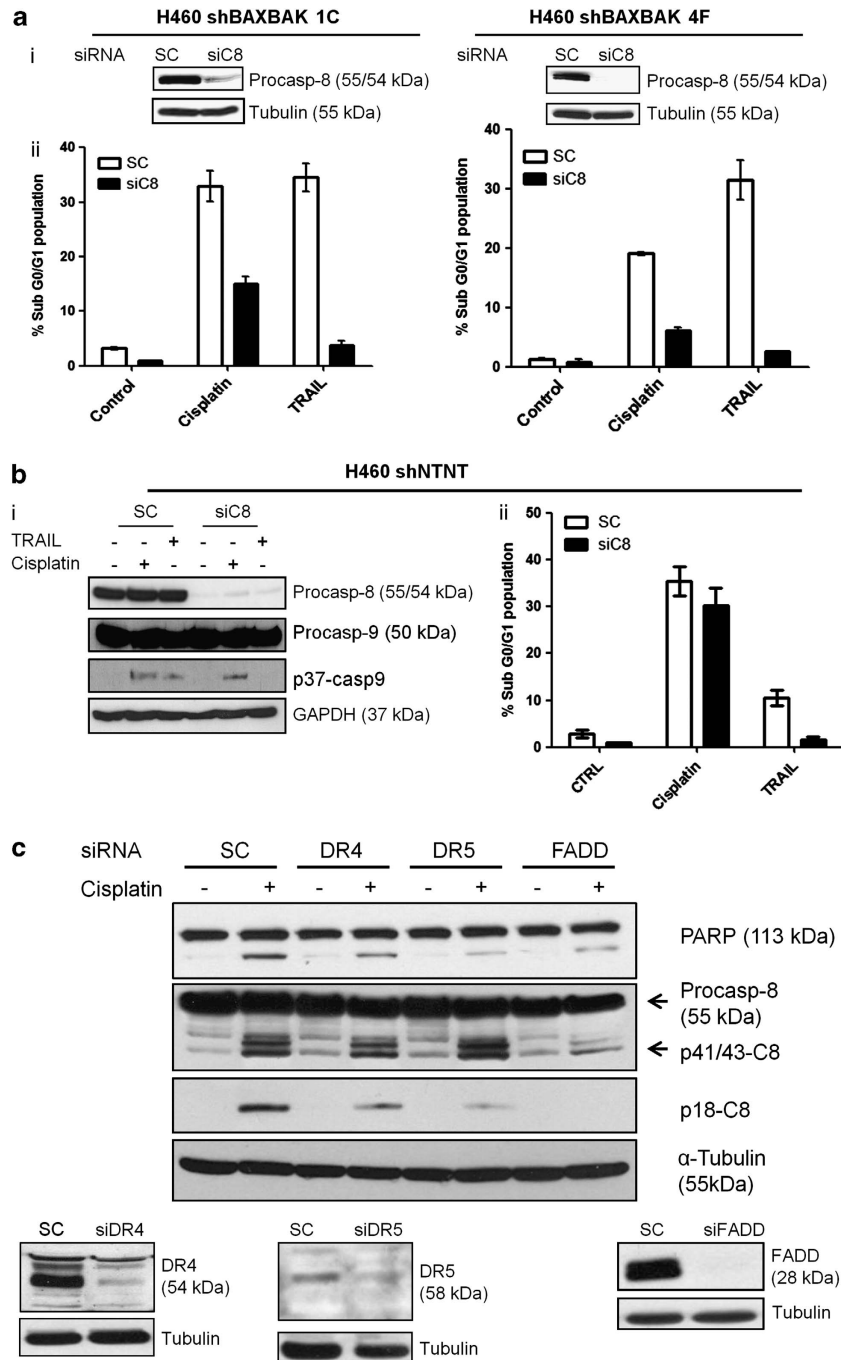 a
H460 shBAXBAK 1C
H460 shBAXBAK 4F
i
siRNA SC siC8
Procasp-8 (55/54 kDa)
Tubulin (55 kDa)
siRNA SC siC8
Procasp-8 (55/54 kDa)
Tubulin (55 kDa)
ii
% Sub G0/G1 population
40
30
20
10
0
SC
siC8
Control
Cisplatin
TRAIL
% Sub G0/G1 population
40
30
20
10
0
SC
siC8
Control
Cisplatin
TRAIL
b
H460 shNTNT
i
SC siC8
TRAIL - - + - - +
Cisplatin - + - - + -
Procasp-8 (55/54 kDa)
Procasp-9 (50 kDa)
p37-casp9
GAPDH (37 kDa)
ii
% Sub G0/G1 population
50
40
30
20
10
0
SC
siC8
CTRL
Cisplatin
TRAIL
c
siRNA SC DR4 DR5 FADD
Cisplatin - + - + - + - +
PARP (113 kDa)
Procasp-8
(55 kDa)
p41/43-C8
p18-C8
α-Tubulin
(55kDa)
SC siDR4
DR4
(54 kDa)
Tubulin
SC siDR5
DR5
(58 kDa)
Tubulin
SC siFADD
FADD
(28 kDa)
Tubulin